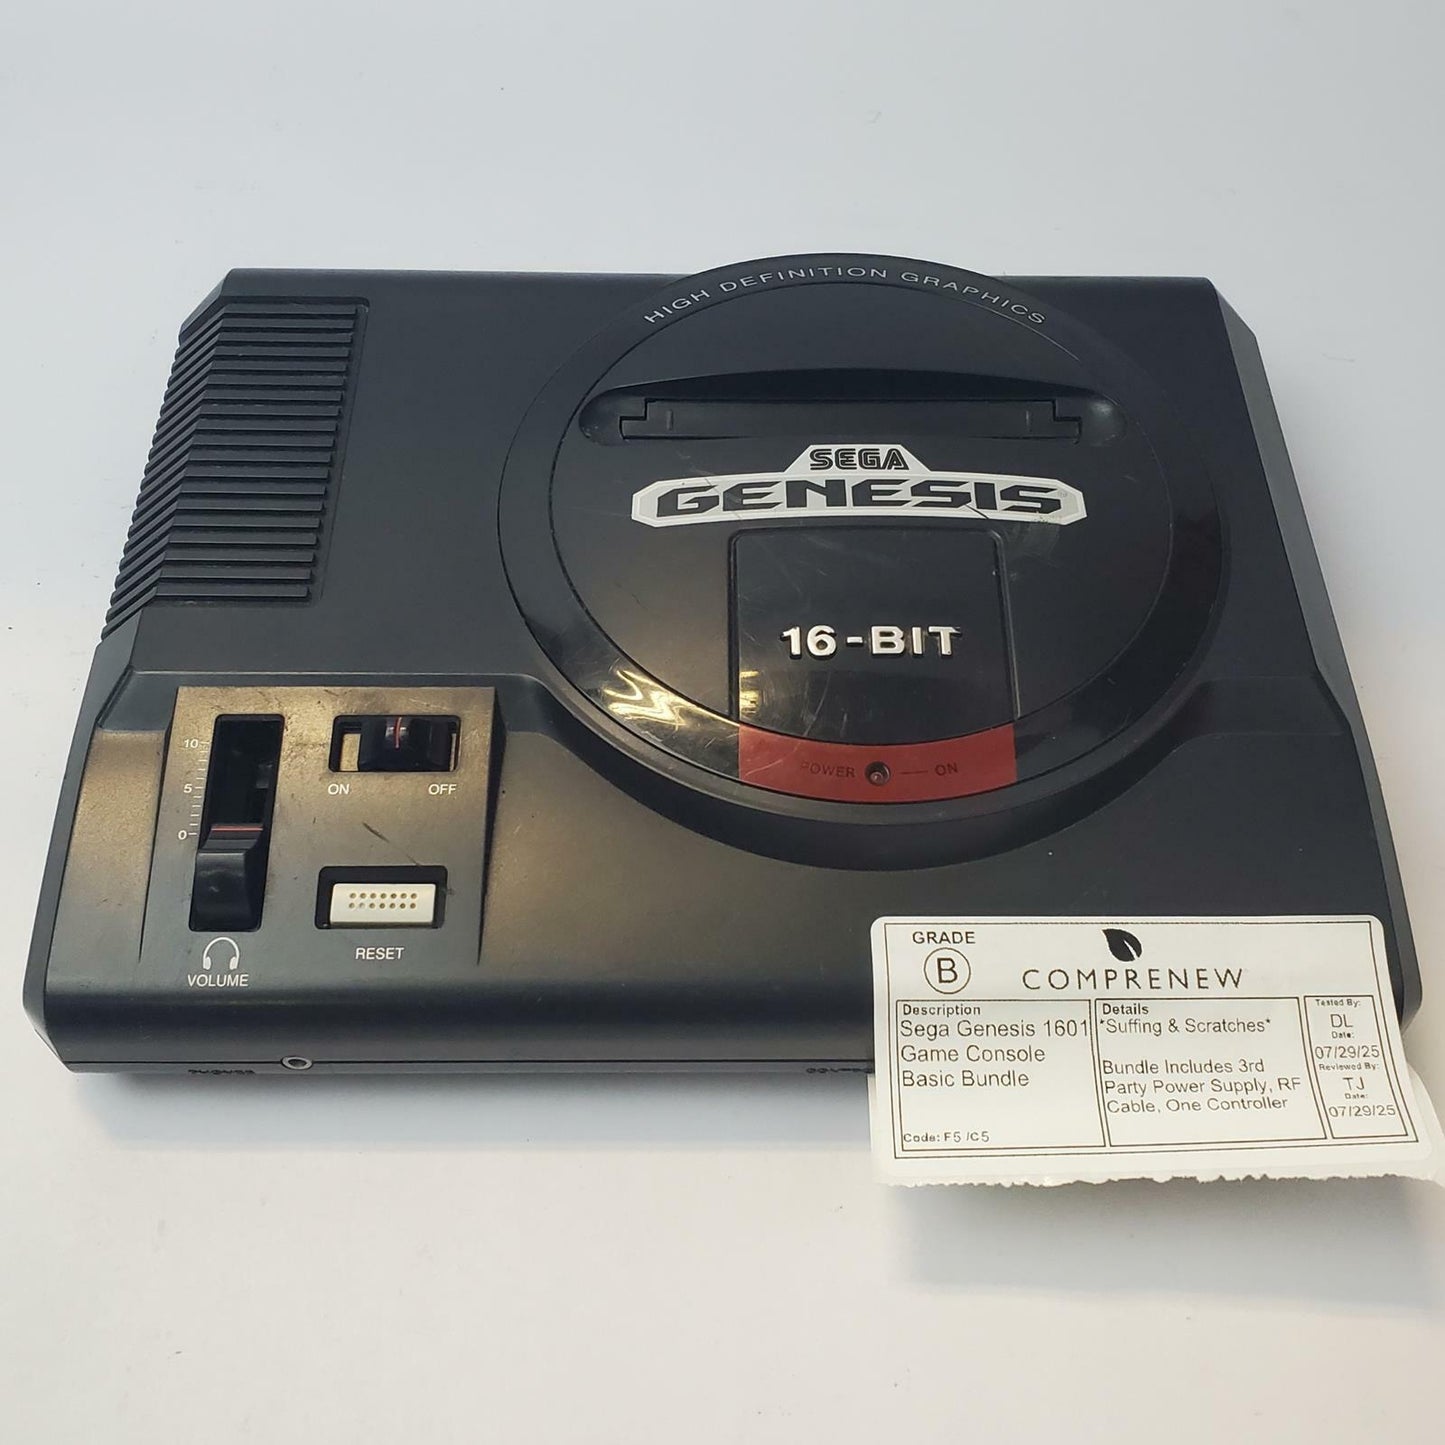 HIGH DEFINITION GRAPHICS
SEGA
GENESIS
16-BIT
POWER ON
10
5
0
ON OFF
RESET
VOLUME
GRADE
B
COMPRENEW
Description
Sega Genesis 1601
Game Console
Basic Bundle
Code: F5 /C5
Details
*Suffing & Scratches*
Bundle Includes 3rd
Party Power Supply, RF
Cable, One Controller
Tested By:
DL
Date:
07/29/25
Reviewed By:
TJ
Date:
07/29/25